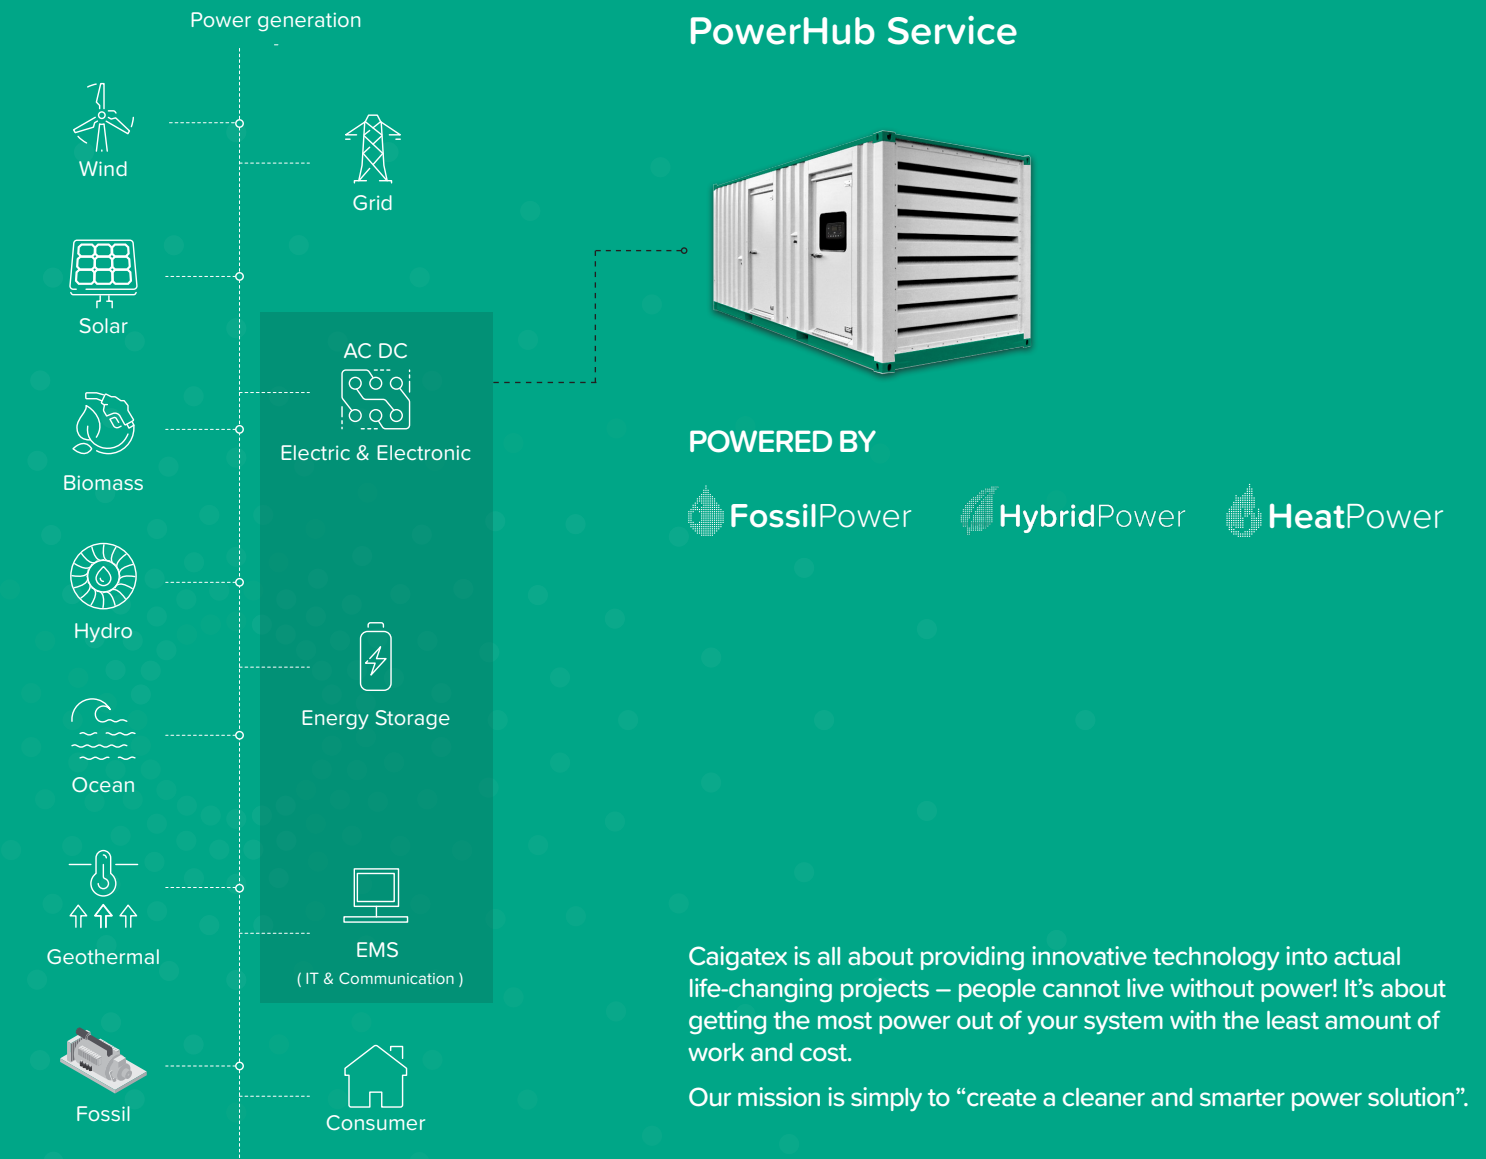 Power generation
-
Wind
Grid
Solar
AC DC
Electric & Electronic
Biomass
Hydro
Energy Storage
Ocean
EMS
( IT & Communication )
Geothermal
Fossil
Consumer
PowerHub Service
POWERED BY
FossilPower
HybridPower
HeatPower
Caigatex is all about providing innovative technology into actual
life-changing projects – people cannot live without power! It’s about
getting the most power out of your system with the least amount of
work and cost.
Our mission is simply to “create a cleaner and smarter power solution”.